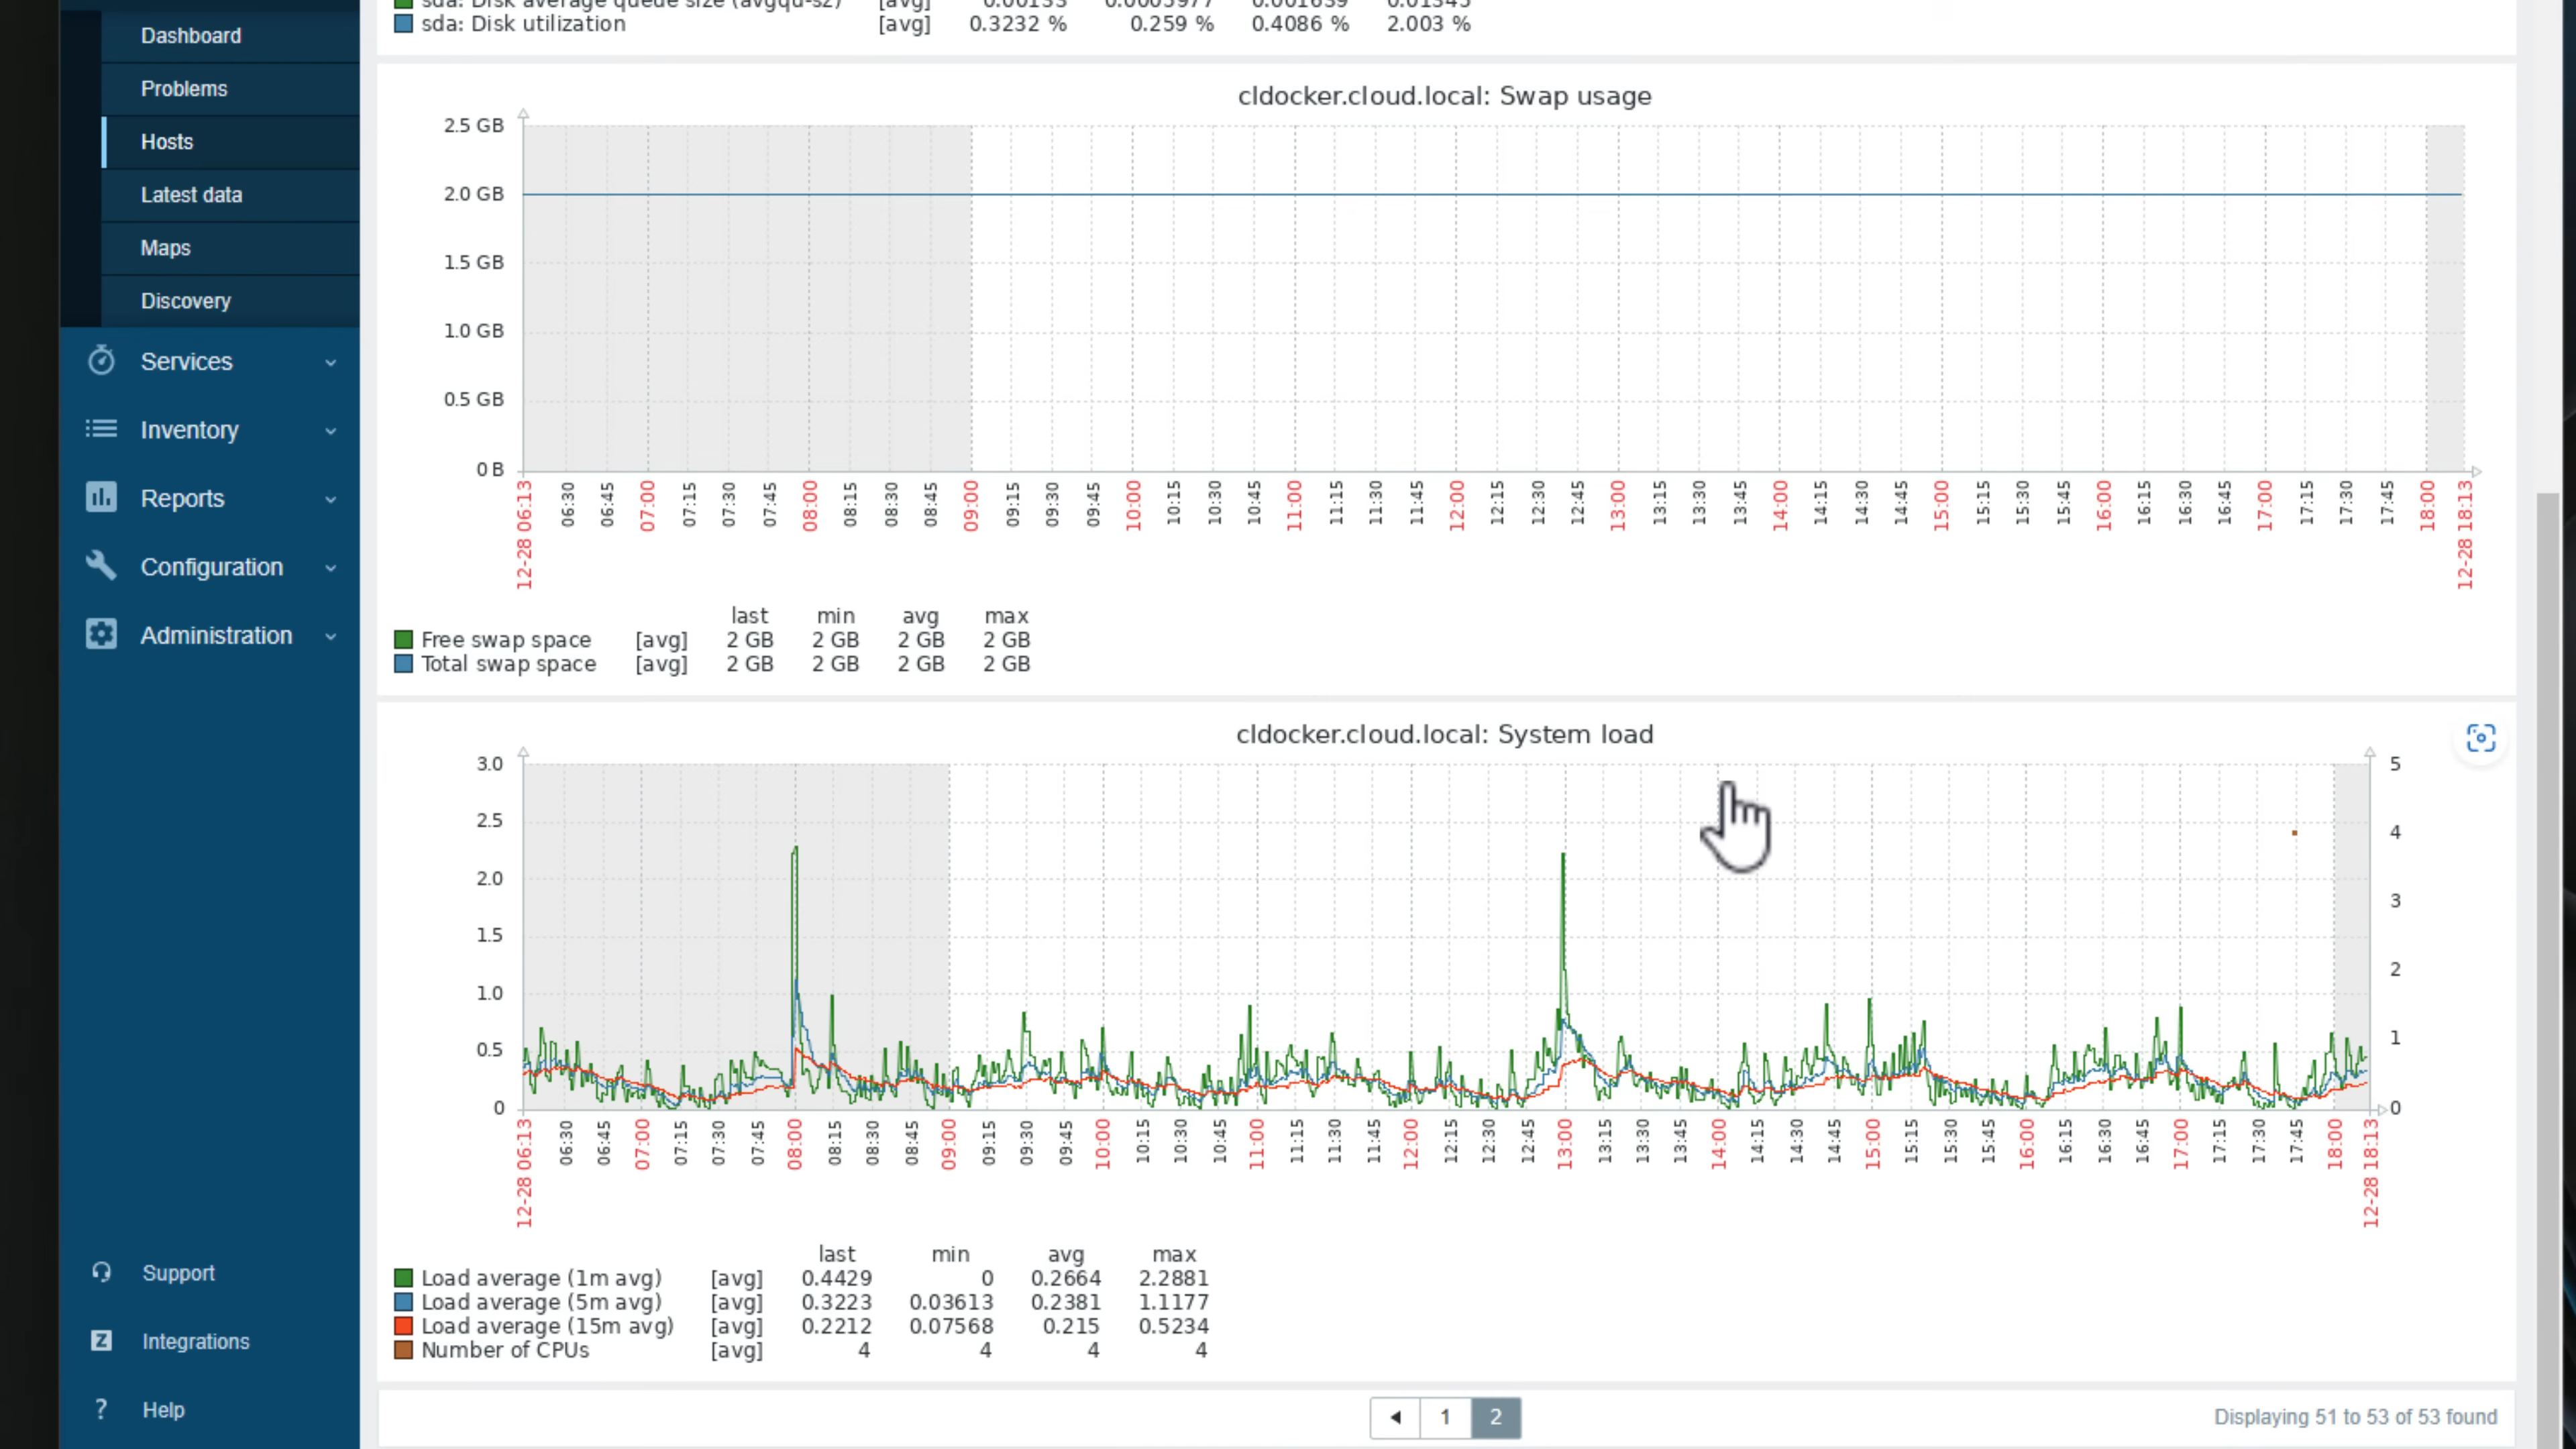 Dashboard
Problems
Hosts
Latest data
Maps
Discovery
Services
Inventory
Reports
Configuration
Administration
Support
Integrations
Help
sda: Disk average queue size (avgqu-sz) [avg] 0.00133 0.0005977 0.001639 0.01345
sda: Disk utilization [avg] 0.3232 % 0.259 % 0.4086 % 2.003 %
cldocker.cloud.local: Swap usage
2.5 GB
2.0 GB
1.5 GB
1.0 GB
0.5 GB
0 B
12-28 06:13 06:30 06:45 07:00 07:15 07:30 07:45 08:00 08:15 08:30 08:45 09:00 09:15 09:30 09:45 10:00 10:15 10:30 10:45 11:00 11:15 11:30 11:45 12:00 12:15 12:30 12:45 13:00 13:15 13:30 13:45 14:00 14:15 14:30 14:45 15:00 15:15 15:30 15:45 16:00 16:15 16:30 16:45 17:00 17:15 17:30 17:45 18:00 12-28 18:13
last min avg max
Free swap space [avg] 2 GB 2 GB 2 GB 2 GB
Total swap space [avg] 2 GB 2 GB 2 GB 2 GB
cldocker.cloud.local: System load
3.0 5
2.5 4
2.0 3
1.5 2
1.0 1
0.5
0 0
12-28 06:13 06:30 06:45 07:00 07:15 07:30 07:45 08:00 08:15 08:30 08:45 09:00 09:15 09:30 09:45 10:00 10:15 10:30 10:45 11:00 11:15 11:30 11:45 12:00 12:15 12:30 12:45 13:00 13:15 13:30 13:45 14:00 14:15 14:30 14:45 15:00 15:15 15:30 15:45 16:00 16:15 16:30 16:45 17:00 17:15 17:30 17:45 18:00 12-28 18:13
last min avg max
Load average (1m avg) [avg] 0.4429 0 0.2664 2.2881
Load average (5m avg) [avg] 0.3223 0.03613 0.2381 1.1177
Load average (15m avg) [avg] 0.2212 0.07568 0.215 0.5234
Number of CPUs [avg] 4 4 4 4
1 2
Displaying 51 to 53 of 53 found